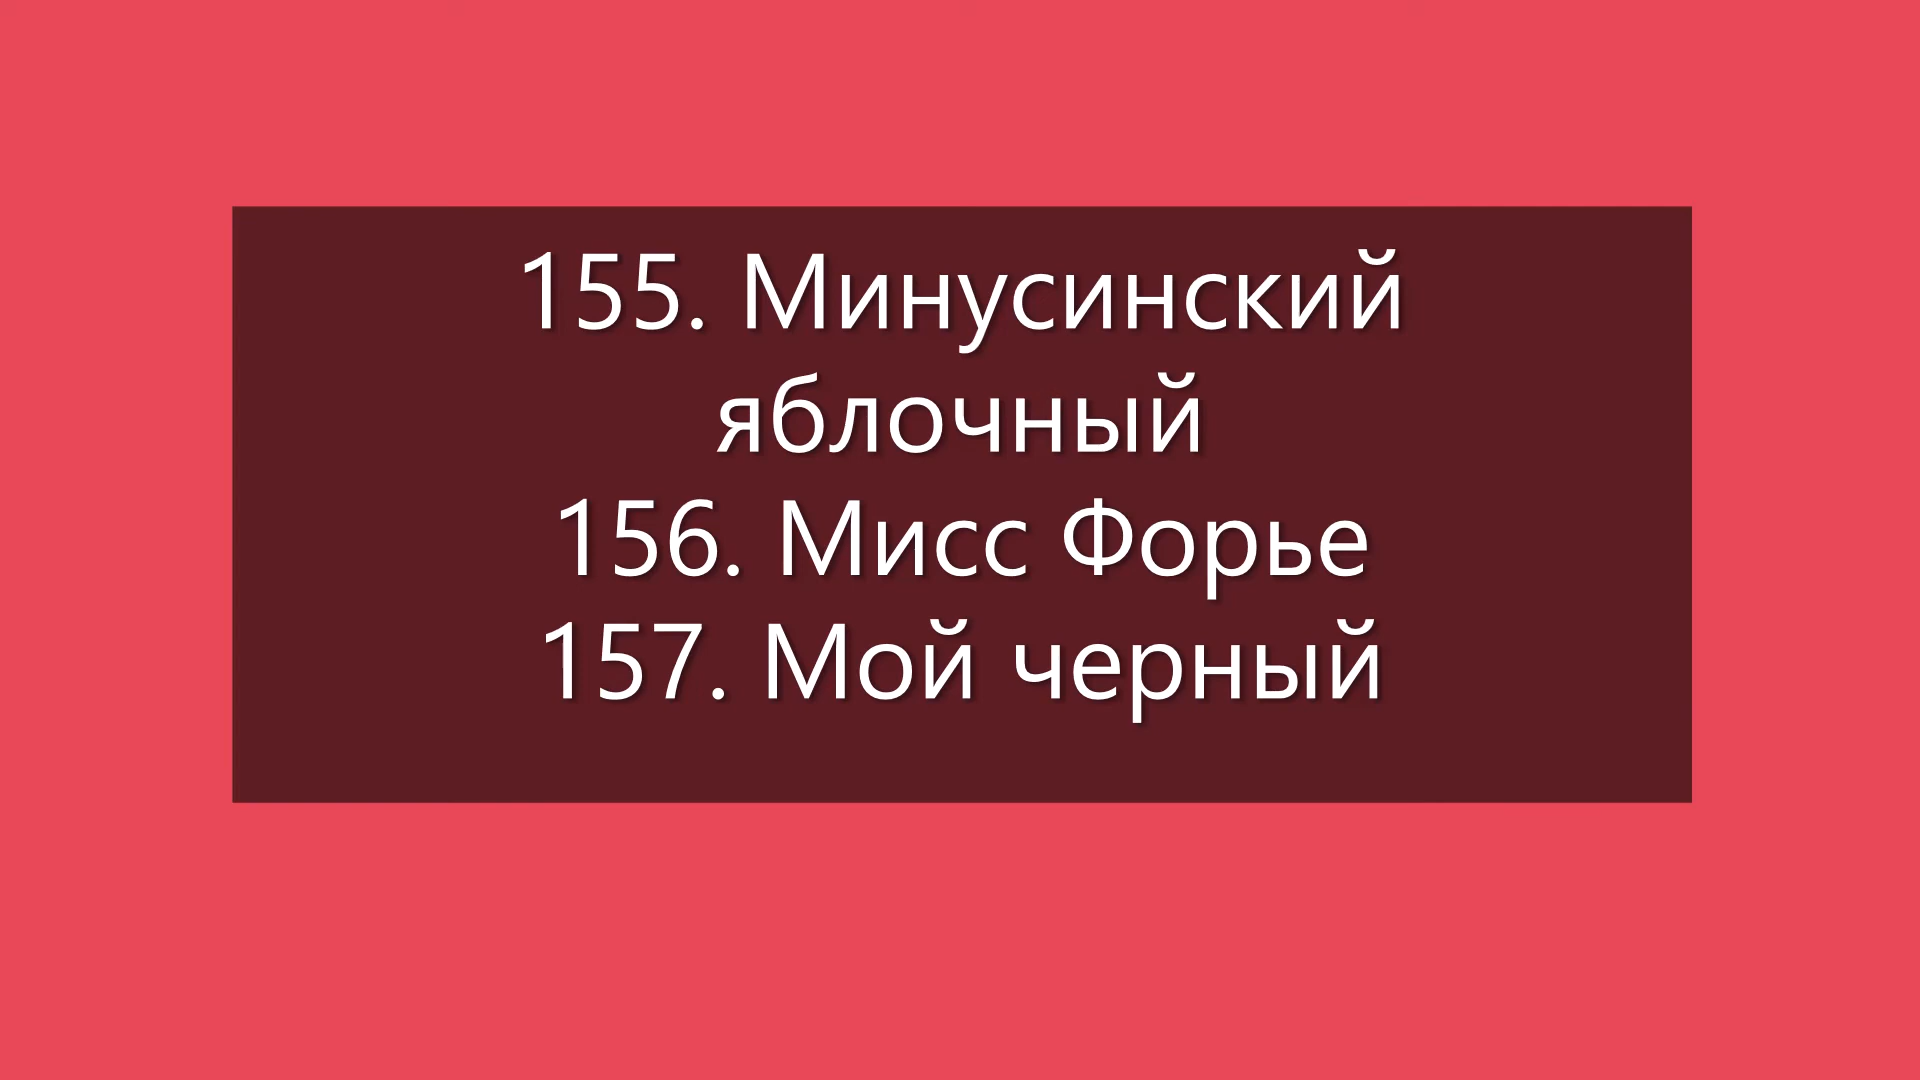 155. Минусинский
яблочный
156. Мисс Форье
157. Мой черный